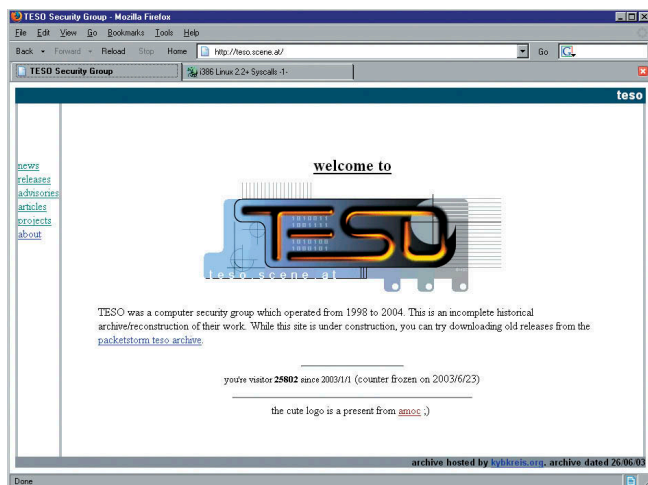 TESO Security Group - Mozilla Firefox
File Edit View Go Bookmarks Tools Help
Back Forward Reload Stop Home http://teso.scene.at/ Go G
TESO Security Group i386 Linux 2.2+ Syscalls -1-
teso
news
releases
advisories
articles
projects
about
welcome to
1010011
1001111
TESO
1010100
1000101
teso.scene.at
TESO was a computer security group which operated from 1998 to 2004. This is an incomplete historical
archive/reconstruction of their work. While this site is under construction, you can try downloading old releases from the
packetstorm teso archive.
you're visitor 25802 since 2003/1/1 (counter frozen on 2003/6/23)
the cute logo is a present from amoc ;)
archive hosted by kybkreis.org. archive dated 26/06/03
Done